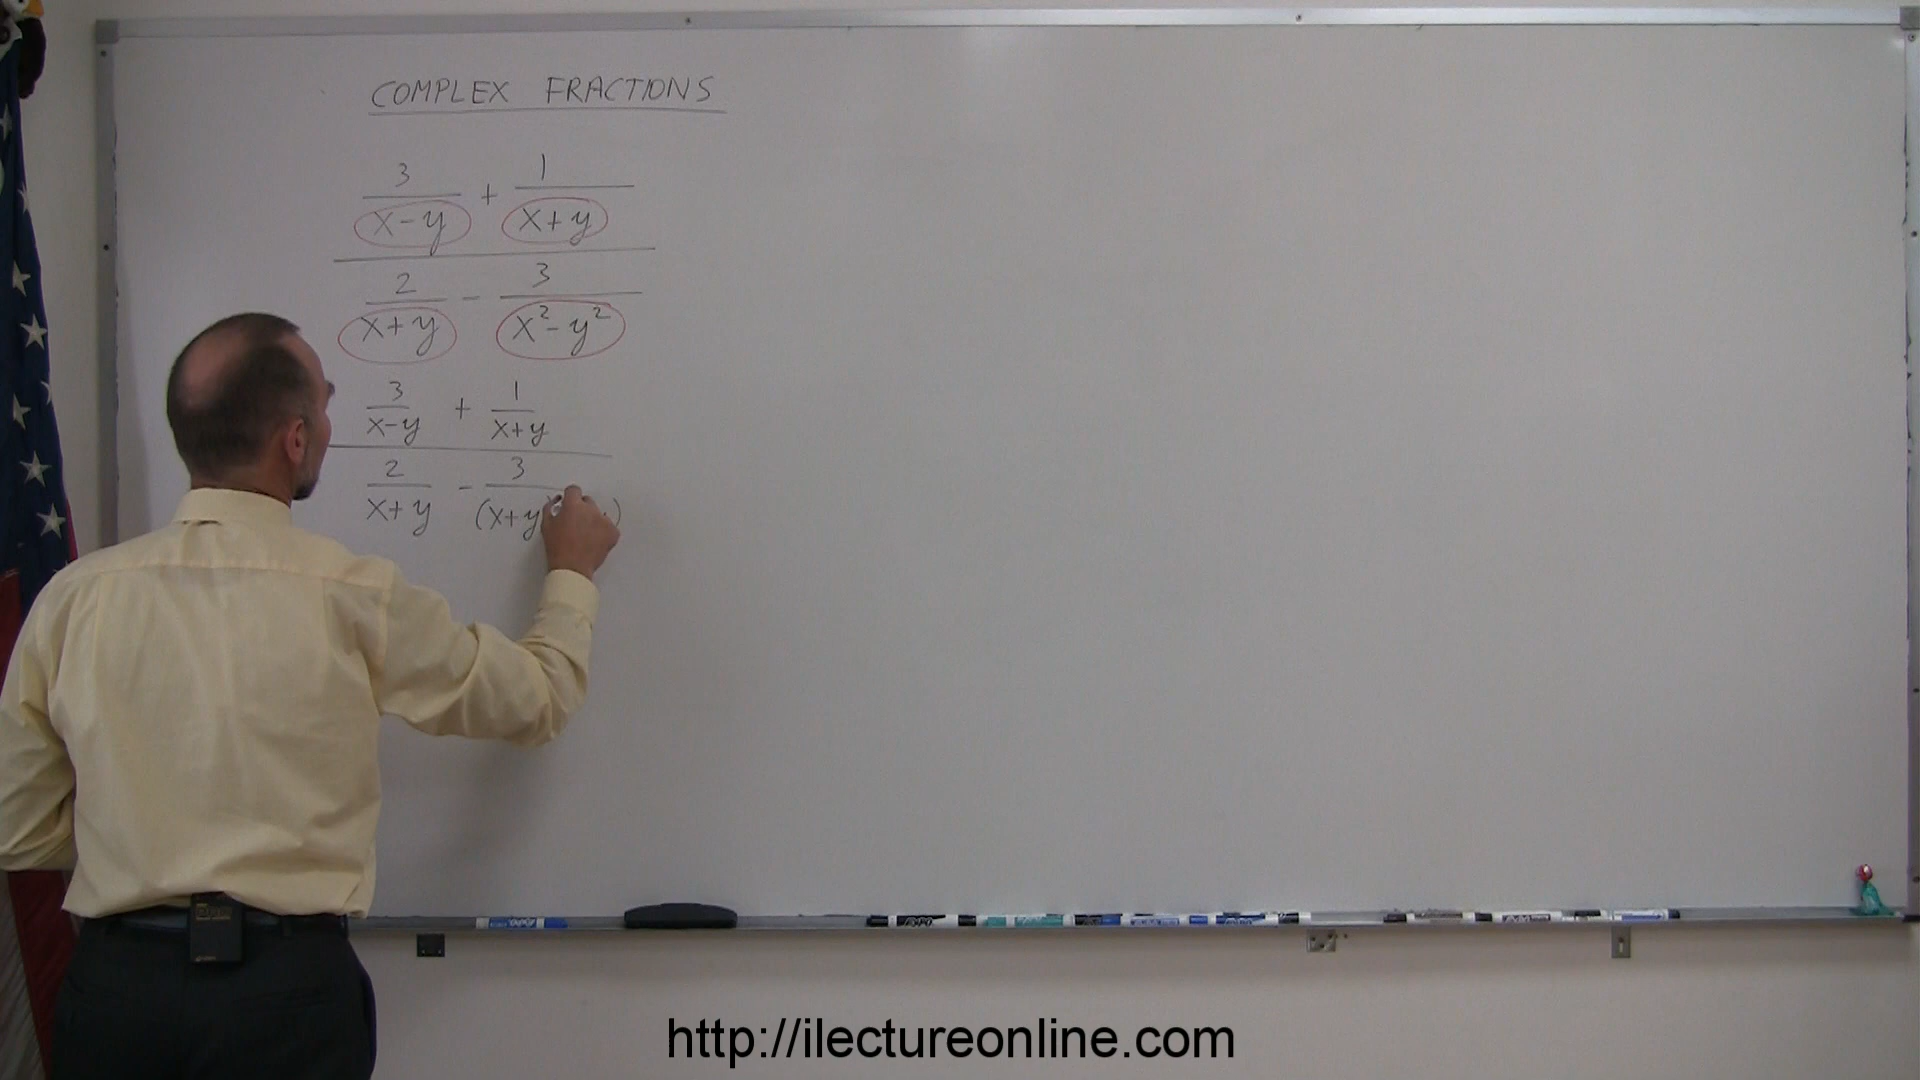 COMPLEX FRACTIONS
3 + 1
x-y x+y
2 - 3
x+y x²-y²
3 + 1
x-y x+y
2 - 3
x+y (x+y
http://ilectureonline.com